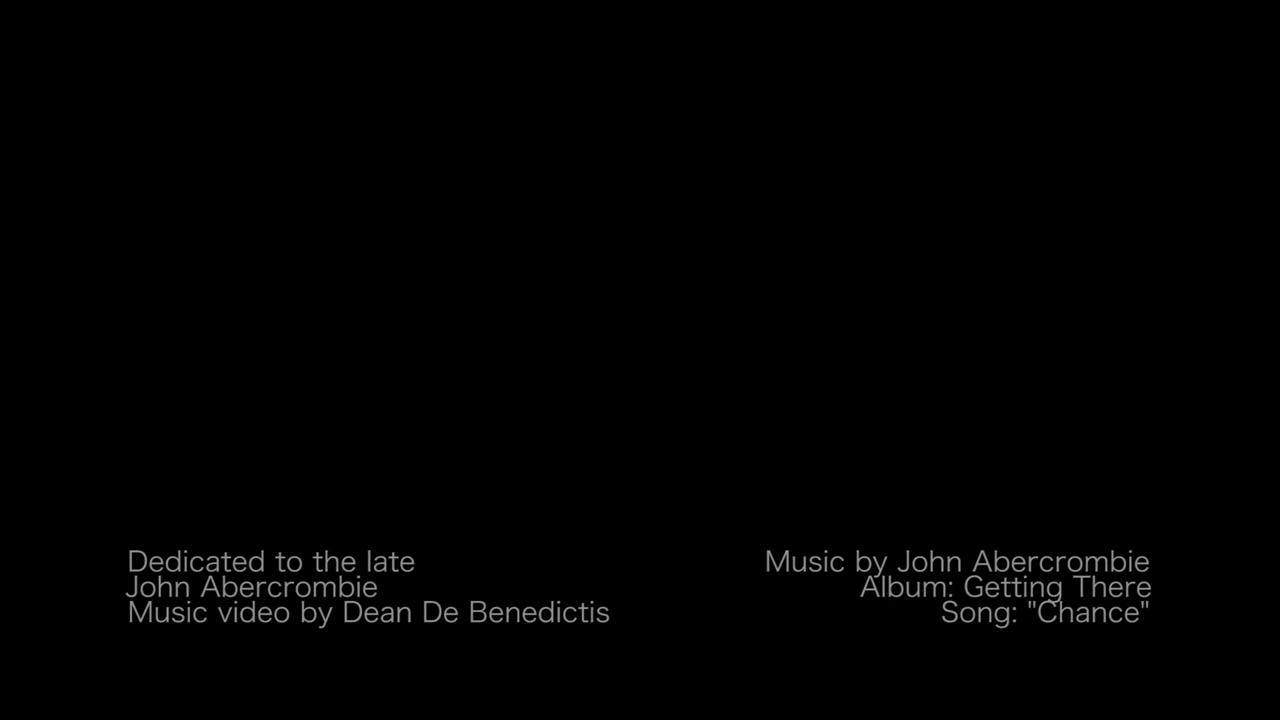 Dedicated to the late
John Abercrombie
Music video by Dean De Benedictis
Music by John Abercrombie
Album: Getting There
Song: "Chance"